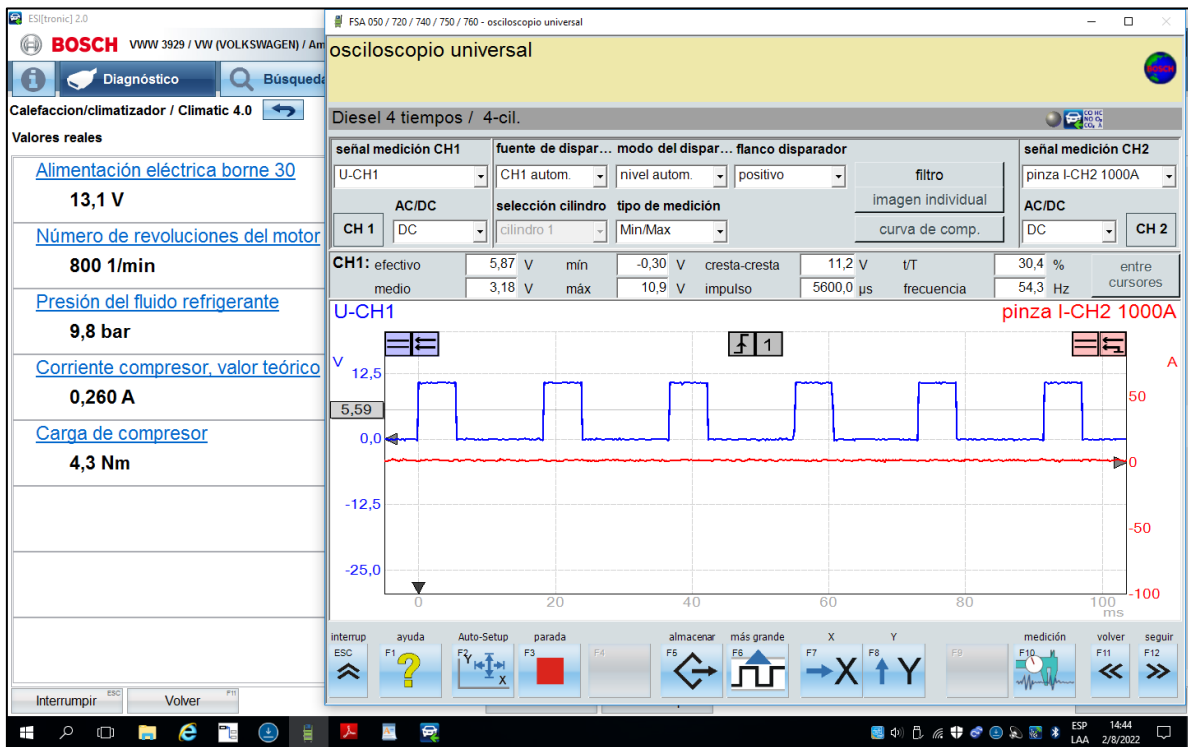 ESI[tronic] 2.0
BOSCH VWW 3929 / VW (VOLKSWAGEN) / Am
Diagnóstico Búsqueda
Calefaccion/climatizador / Climatic 4.0
Valores reales
Alimentación eléctrica borne 30
13,1 V
Número de revoluciones del motor
800 1/min
Presión del fluido refrigerante
9,8 bar
Corriente compresor, valor teórico
0,260 A
Carga de compresor
4,3 Nm
Interrumpir ESC Volver F11
FSA 050 / 720 / 740 / 750 / 760 - osciloscopio universal
osciloscopio universal
BOSCH
Diesel 4 tiempos / 4-cil.
CO HC
NO O₂
CO₂ λ
señal medición CH1 fuente de dispar... modo del dispar... flanco disparador señal medición CH2
U-CH1 CH1 autom. nivel autom. positivo filtro pinza I-CH2 1000A
imagen individual
AC/DC selección cilindro tipo de medición AC/DC
CH 1 DC cilindro 1 Min/Max curva de comp. DC CH 2
CH1: efectivo 5,87 V mín -0,30 V cresta-cresta 11,2 V t/T 30,4 % entre cursores
medio 3,18 V máx 10,9 V impulso 5600,0 µs frecuencia 54,3 Hz
U-CH1 pinza I-CH2 1000A
1
V A
12,5
50
5,59
0,0
0
-12,5
-50
-25,0
-100
0 20 40 60 80 100
ms
interrup ayuda Auto-Setup parada almacenar más grande X Y medición volver seguir
ESC F1 F2 F3 F4 F5 F6 F7 F8 F9 F10 F11 F12
? Y X X Y
ESP 14:44
LAA 2/8/2022